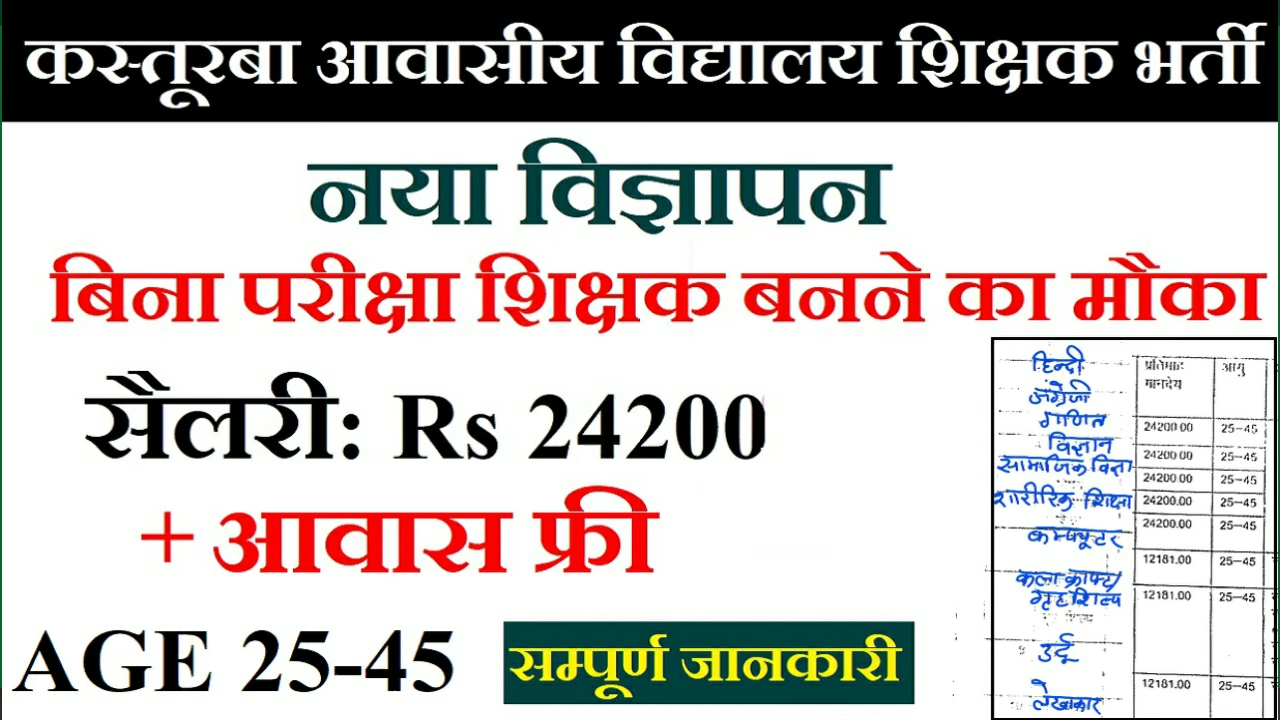 कस्तूरबा आवासीय विद्यालय शिक्षक भर्ती
नया विज्ञापन
बिना परीक्षा शिक्षक बनने का मौका
सैलरी: Rs 24200
+ आवास फ्री
AGE 25-45
सम्पूर्ण जानकारी
हिन्दी
प्रतिमाह मानदेय
आयु
अंग्रेजी
गणित
24200.00 25-45
विज्ञान
24200.00 25-45
सामाजिक विज्ञा
24200.00 25-45
शारीरिक शिक्षा
24200.00 25-45
24200.00 25-45
कम्प्यूटर
12181.00 25-45
कला क्राफ्ट/
गृहशिल्प
12181.00 25-45
उर्दू
12181.00 25-45
लेखाकार